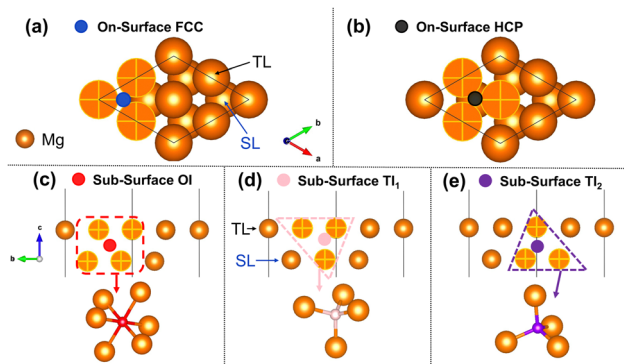 (a) On-Surface FCC
TL
SL
Mg
b
a
(b) On-Surface HCP
(c) Sub-Surface OI
c
b
(d) Sub-Surface TI₁
TL
SL
(e) Sub-Surface TI₂